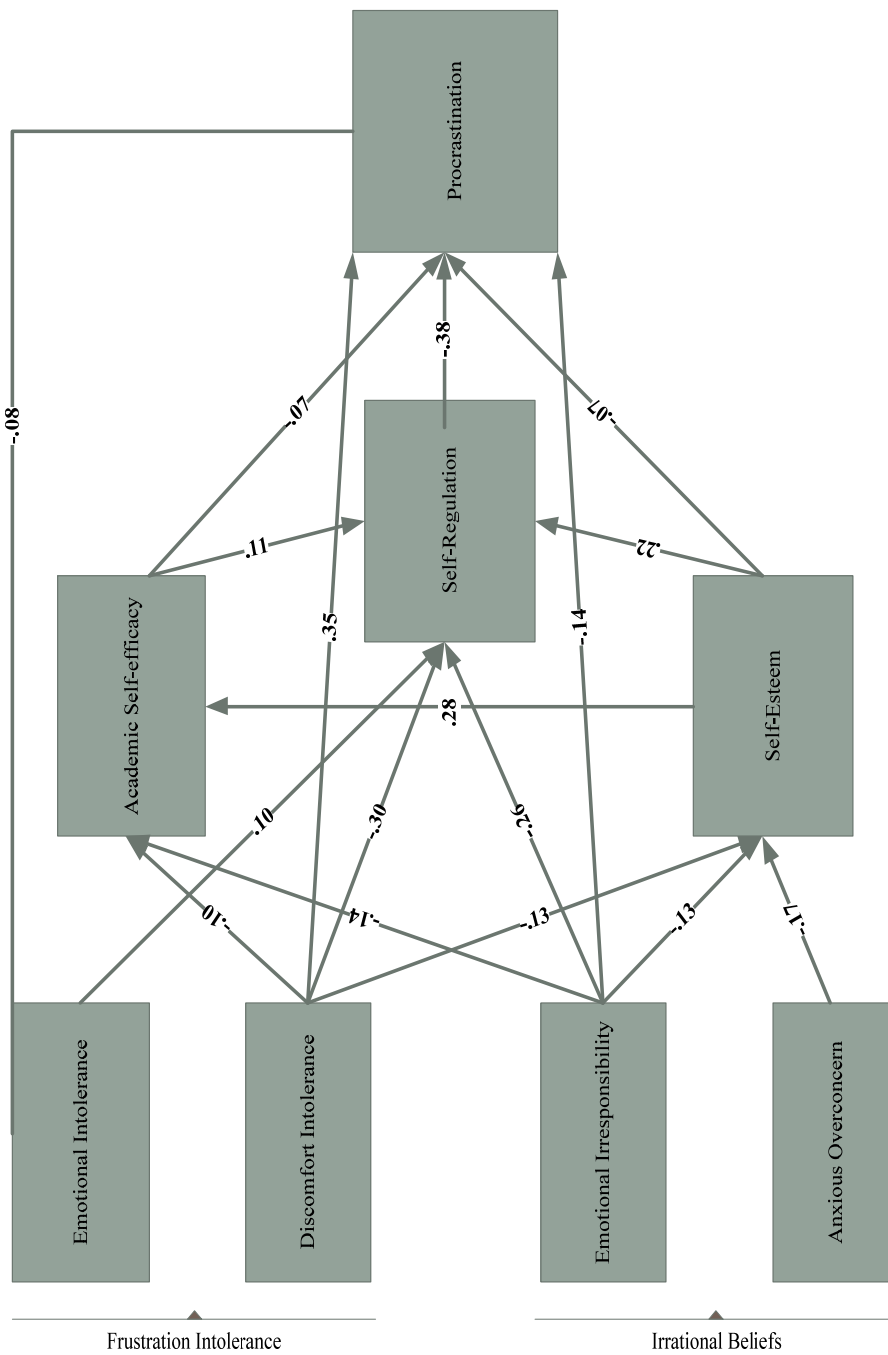 Procrastination
-.08
-.38
-.07
-.07
Self-Regulation
.11
.22
.35
-.14
Academic Self-efficacy
.28
Self-Esteem
.10
-.30
-.26
-.10
-.14
-.13
-.13
-.17
Emotional Intolerance
Discomfort Intolerance
Emotional Irresponsibility
Anxious Overconcern
Frustration Intolerance
Irrational Beliefs